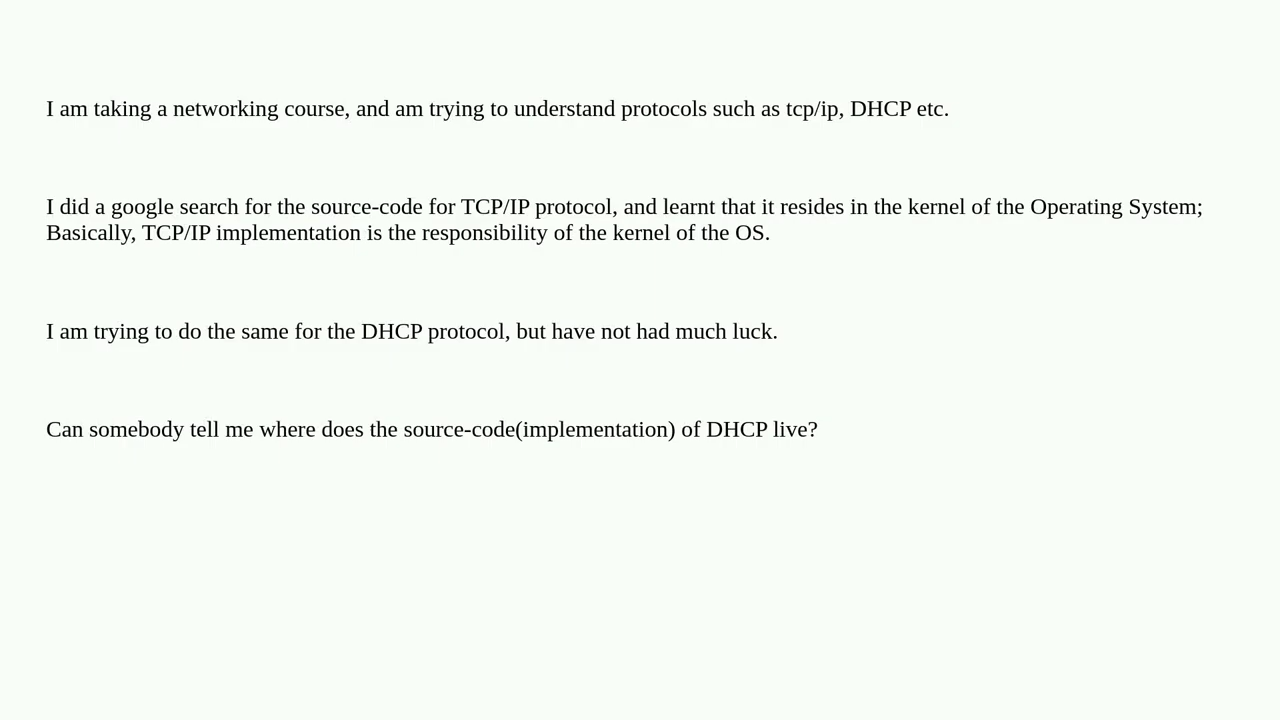 I am taking a networking course, and am trying to understand protocols such as tcp/ip, DHCP etc.
I did a google search for the source-code for TCP/IP protocol, and learnt that it resides in the kernel of the Operating System;
Basically, TCP/IP implementation is the responsibility of the kernel of the OS.
I am trying to do the same for the DHCP protocol, but have not had much luck.
Can somebody tell me where does the source-code(implementation) of DHCP live?